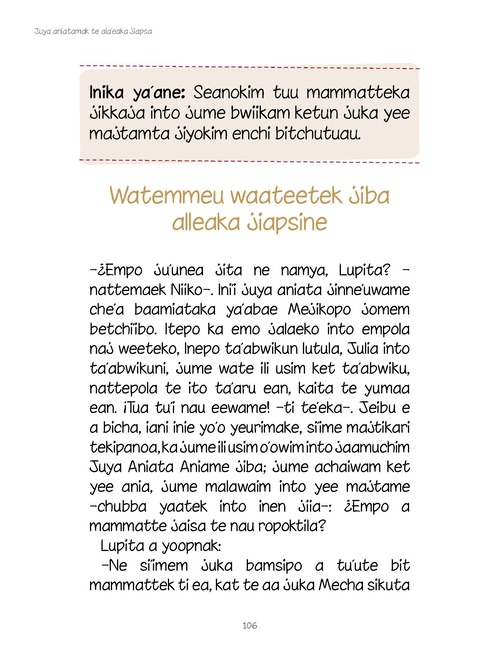 Juya aniatamak te ala'eaka jiapsa
Inika ya'ane: Seanokim tuu mammatteka
jikkaja into jume bwiikam ketun juka yee
majtamta jiyokim enchi bitchutuau.
Watemmeu waateetek jiba
alleaka jiapsine
–¿Empo ju'unea jita ne namya, Lupita? –
nattemaek Niiko–. Inii juya aniata jinne'uwame
che'a baamiataka ya'abae Mejikopo jomem
betchiibo. Itepo ka emo jalaeko into empola
naj weeteko, Inepo ta'abwikun lutula, Julia into
ta'abwikuni, jume wate ili usim ket ta'abwiku,
nattepola te ito ta'aru ean, kaita te yumaa
ean. ¡Tua tu'i nau eewame! –ti te'eka–. Jeibu e
a bicha, iani inie yo'o yeurimake, siime majtikari
tekipanoa, ka jume ili usim o'owim into jaamuchim
Juya Aniata Aniame jiba; jume achaiwam ket
yee ania, jume malawaim into yee majtame
–chubba yaatek into inen jiia–: ¿Empo a
mammatte jaisa te nau ropoktila?
Lupita a yoopnak:
–Ne siimem juka bamsipo a tu'ute bit
mammattek ti ea, kat te aa juka Mecha sikuta
106